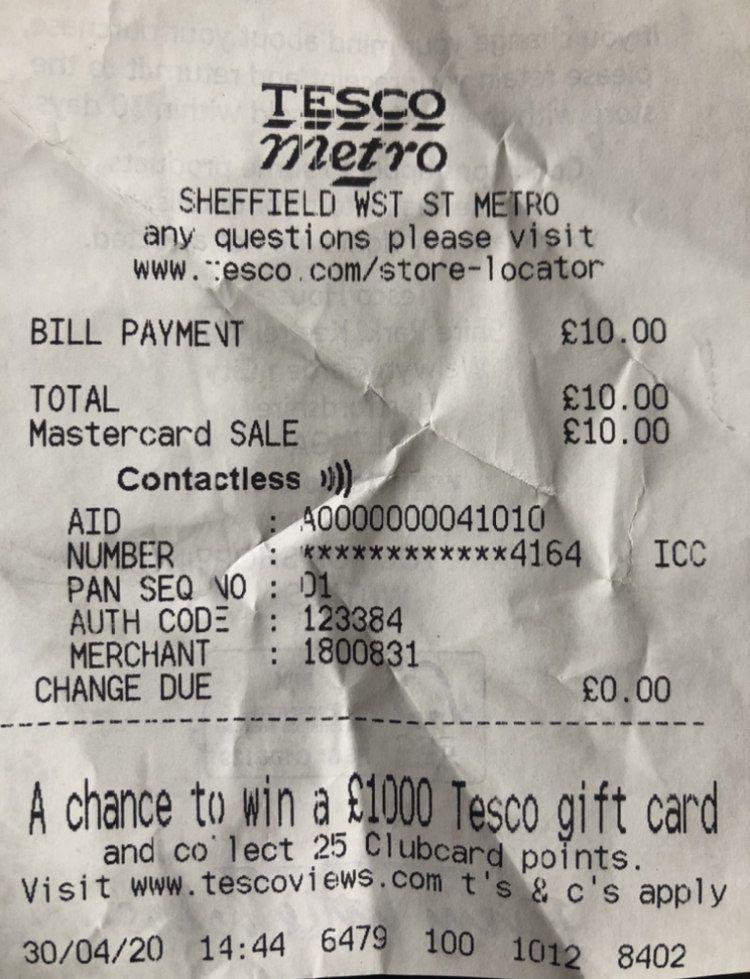 TESCO
Metro
SHEFFIELD WST ST METRO
any questions please visit
www.tesco.com/store-locator
BILL PAYMENT £10.00
TOTAL £10.00
Mastercard SALE £10.00
Contactless
AID : A0000000041010
NUMBER : ************4164 ICC
PAN SEQ NO : 01
AUTH CODE : 123384
MERCHANT : 1800831
CHANGE DUE £0.00
A chance to win a £1000 Tesco gift card
and collect 25 Clubcard points.
Visit www.tescoviews.com t's & c's apply
30/04/20 14:44 6479 100 1012 8402